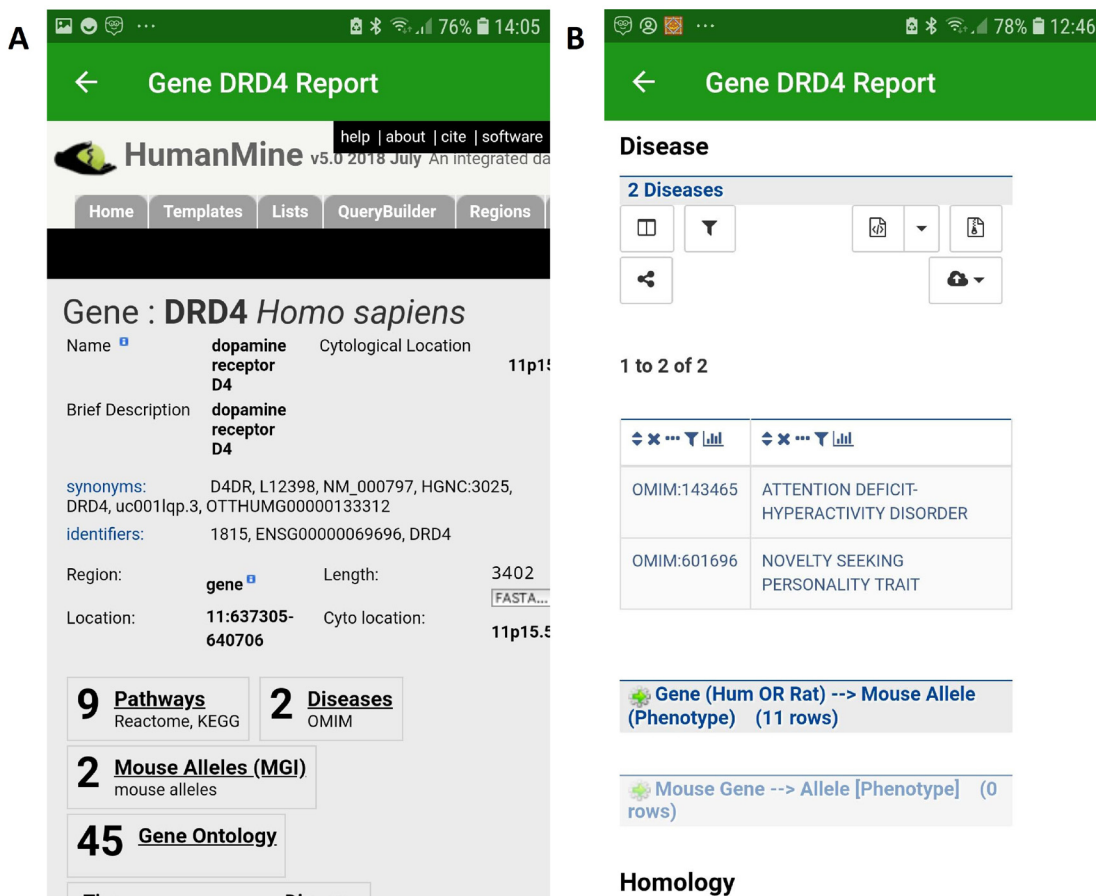 A
76% 14:05
Gene DRD4 Report
help | about | cite | software
HumanMine v5.0 2018 July An integrated da
Home Templates Lists QueryBuilder Regions
Gene : DRD4 Homo sapiens
Name dopamine receptor D4 Cytological Location 11p15
Brief Description dopamine receptor D4
synonyms: D4DR, L12398, NM_000797, HGNC:3025,
DRD4, uc001lqp.3, OTTHUMG00000133312
identifiers: 1815, ENSG00000069696, DRD4
Region: gene Length: 3402
FASTA...
Location: 11:637305-640706 Cyto location: 11p15.5
9 Pathways
Reactome, KEGG
2 Diseases
OMIM
2 Mouse Alleles (MGI)
mouse alleles
45 Gene Ontology
B
78% 12:46
Gene DRD4 Report
Disease
2 Diseases
1 to 2 of 2
OMIM:143465 ATTENTION DEFICIT-
HYPERACTIVITY DISORDER
OMIM:601696 NOVELTY SEEKING
PERSONALITY TRAIT
Gene (Hum OR Rat) --> Mouse Allele
(Phenotype) (11 rows)
Mouse Gene --> Allele [Phenotype] (0
rows)
Homology